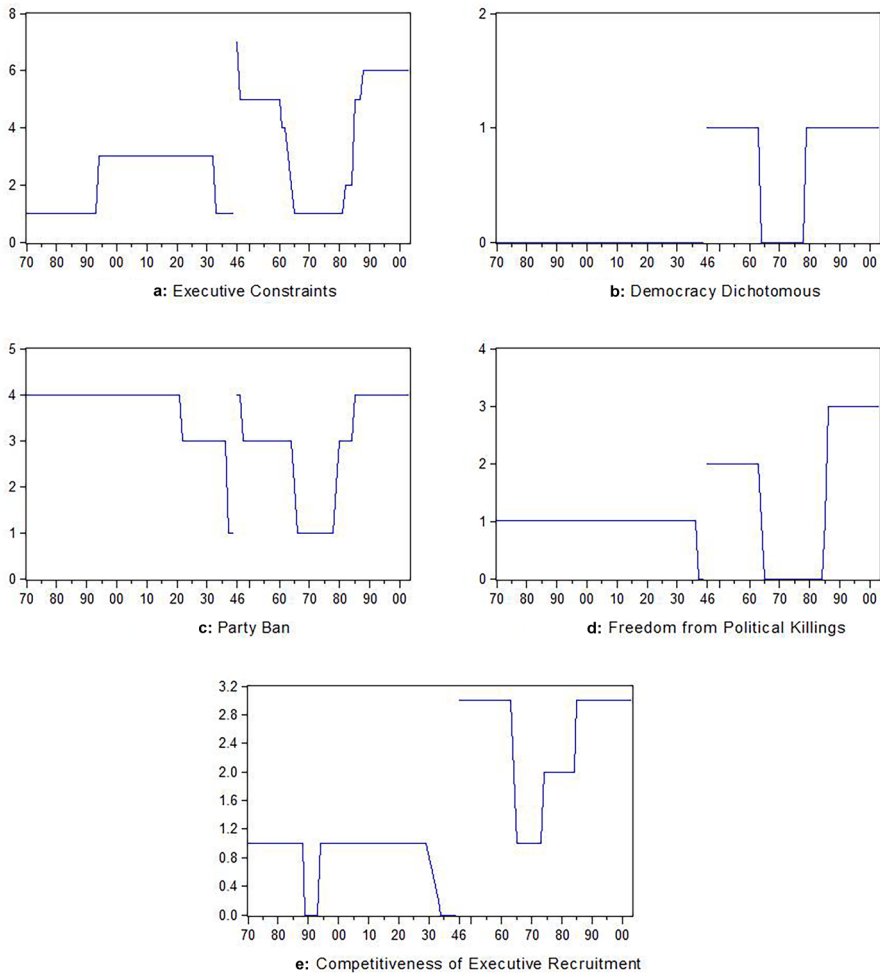 8
6
4
2
0
70 80 90 00 10 20 30 46 60 70 80 90 00
a: Executive Constraints
2
1
0
70 80 90 00 10 20 30 46 60 70 80 90 00
b: Democracy Dichotomous
5
4
3
2
1
0
70 80 90 00 10 20 30 46 60 70 80 90 00
c: Party Ban
4
3
2
1
0
70 80 90 00 10 20 30 46 60 70 80 90 00
d: Freedom from Political Killings
3.2
2.8
2.4
2.0
1.6
1.2
0.8
0.4
0.0
70 80 90 00 10 20 30 46 60 70 80 90 00
e: Competitiveness of Executive Recruitment